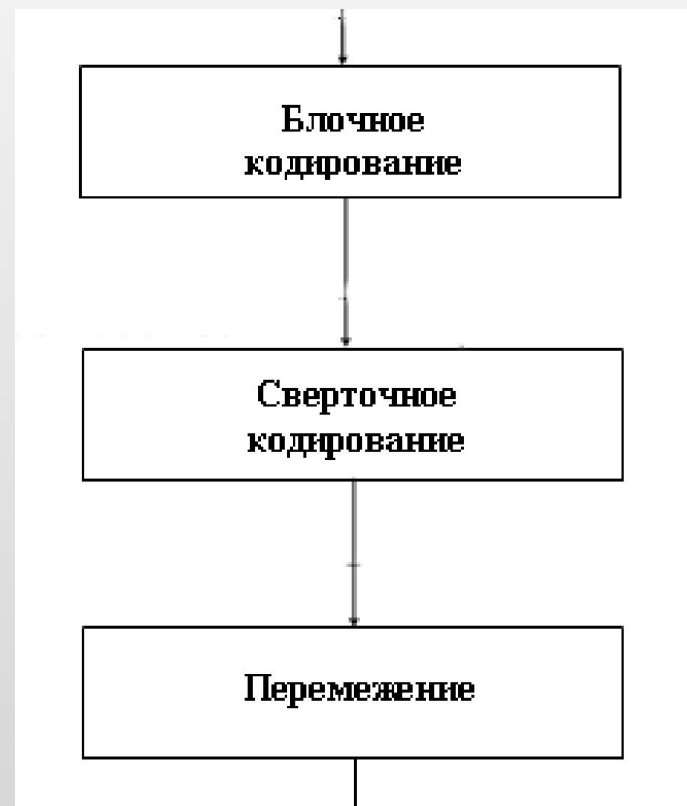 Блочное
кодирование
Сверточное
кодирование
Перемежение